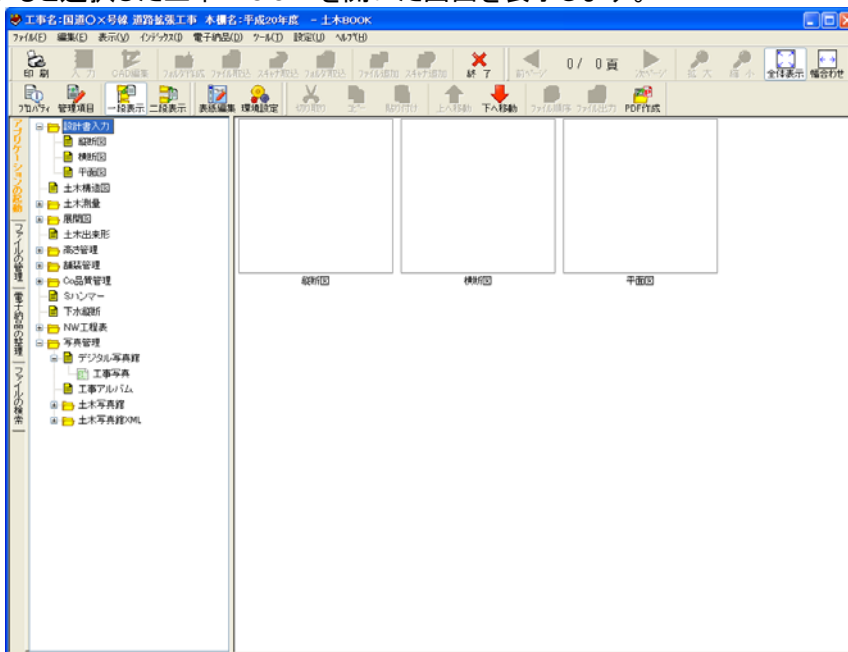 を選択した土木BOOKを開いた画面を表示します。
工事名:国道〇×号線 道路拡張工事 本棚名:平成20年度 - 土木BOOK
ファイル(F) 編集(E) 表示(V) インデックス(I) 電子納品(D) ツール(T) 設定(U) ヘルプ(H)
印刷 入力 CAD編集 フォルダ作成 ファイル取込 スキャナ取込 フォルダ取込 ファイル追加 スキャナ追加 終了 前ページ 0/ 0頁 次ページ 拡大 縮小 全体表示 幅合わせ
プロパティ 管理項目 一段表示 二段表示 表紙編集 環境設定 切り取り コピー 貼り付け 上へ移動 下へ移動 ファイル順序 ファイル出力 PDF作成
アプリケーションの起動
ファイルの管理
電子納品の整理
ファイルの検索
設計書入力
縦断図
横断図
平面図
土木構造図
土木測量
展開図
土木出来形
高さ管理
舗装管理
Co品質管理
Sハンマー
下水縦断
NW工程表
写真管理
デジタル写真館
工事写真
工事アルバム
土木写真館
土木写真館XML
縦断図 横断図 平面図